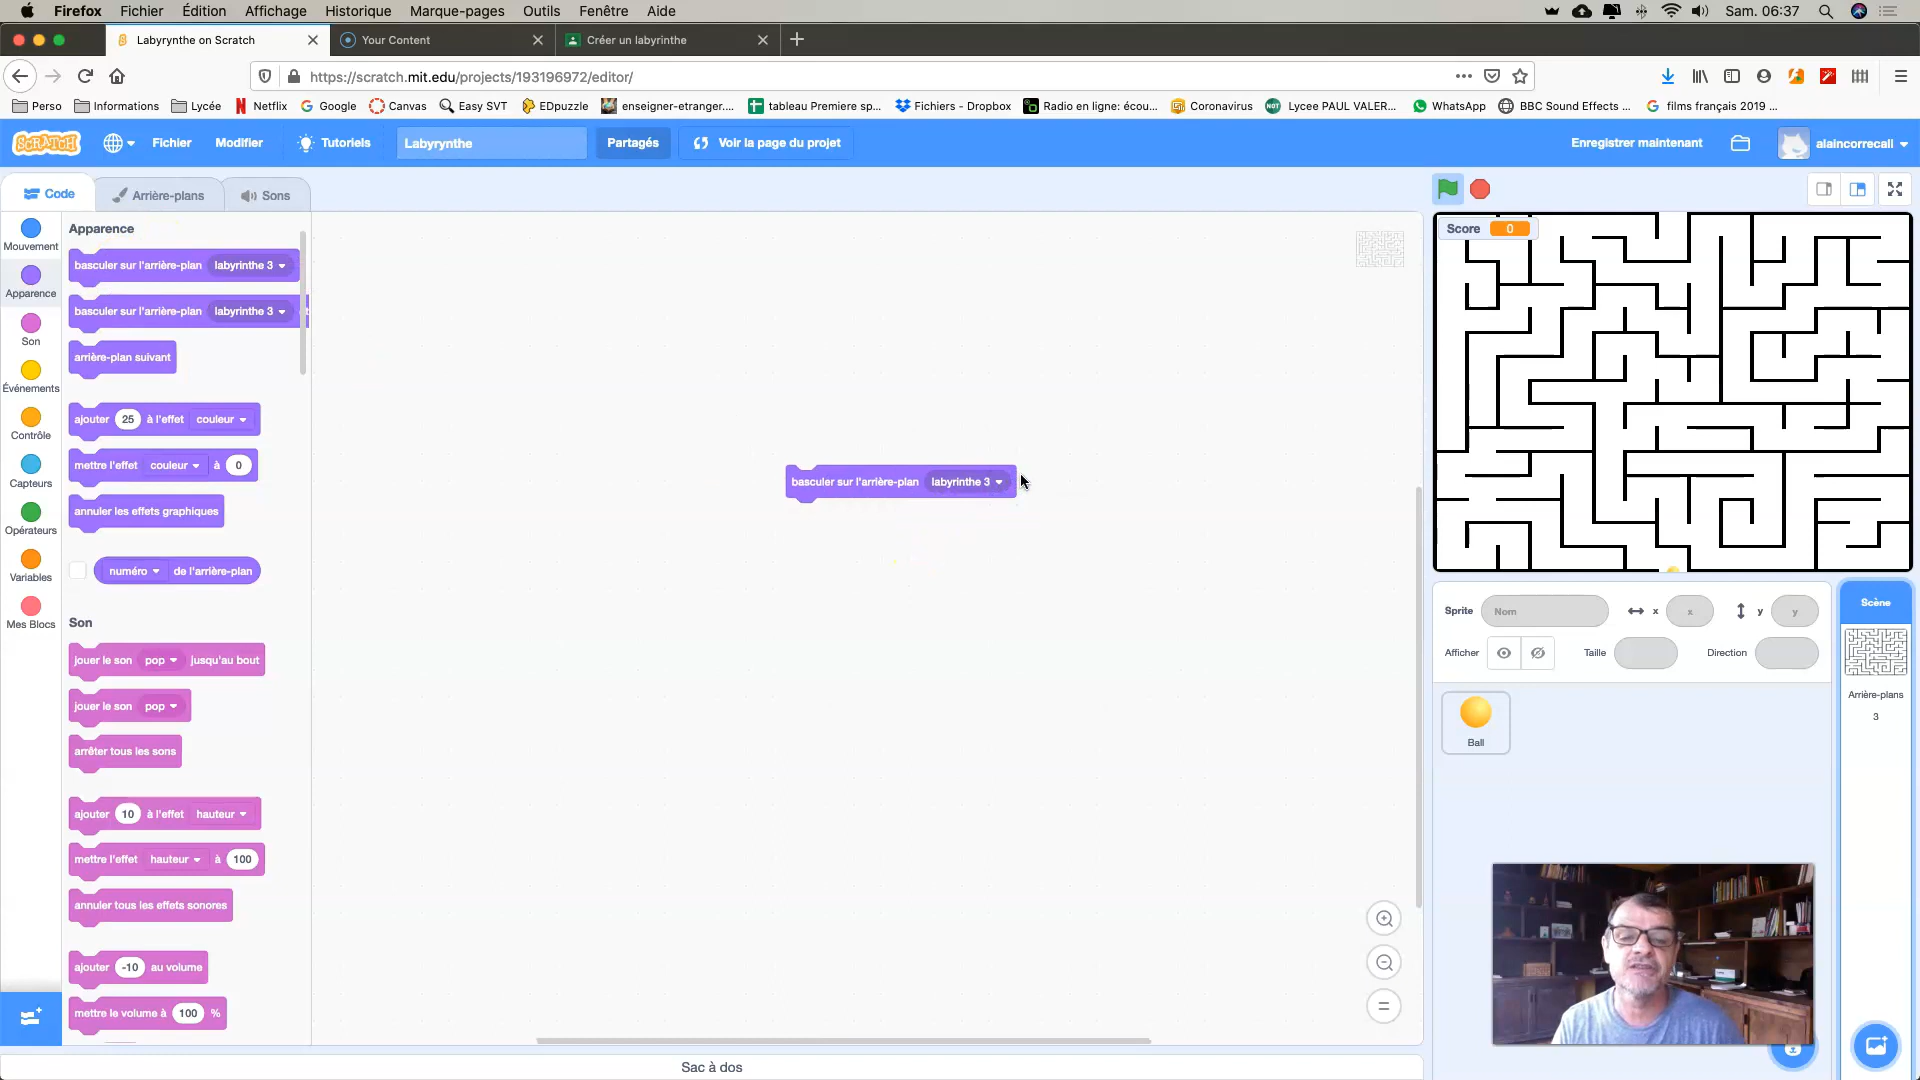 Firefox Fichier Édition Affichage Historique Marque-pages Outils Fenêtre Aide Sam. 06:37
Labyrynthe on Scratch Your Content Créer un labyrinthe
https://scratch.mit.edu/projects/193196972/editor/
Perso Informations Lycée Netflix Google Canvas Easy SVT EDpuzzle enseigner-etranger.... tableau Premiere sp... Fichiers - Dropbox Radio en ligne: écou... Coronavirus Lycee PAUL VALER... WhatsApp BBC Sound Effects ... films français 2019 ...
SCRATCH Fichier Modifier Tutoriels Labyrynthe Partagés Voir la page du projet Enregistrer maintenant alaincorrecall
Code Arrière-plans Sons
Mouvement
Apparence
Son
Événements
Contrôle
Capteurs
Opérateurs
Variables
Mes Blocs
Apparence
basculer sur l'arrière-plan labyrinthe 3
basculer sur l'arrière-plan labyrinthe 3
arrière-plan suivant
ajouter 25 à l'effet couleur
mettre l'effet couleur à 0
annuler les effets graphiques
numéro de l'arrière-plan
Son
jouer le son pop jusqu'au bout
jouer le son pop
arrêter tous les sons
ajouter 10 à l'effet hauteur
mettre l'effet hauteur à 100
annuler tous les effets sonores
ajouter -10 au volume
mettre le volume à 100 %
basculer sur l'arrière-plan labyrinthe 3
Score 0
Sprite Nom x x y y
Afficher Taille Direction
Ball
Scène
Arrière-plans
3
Sac à dos